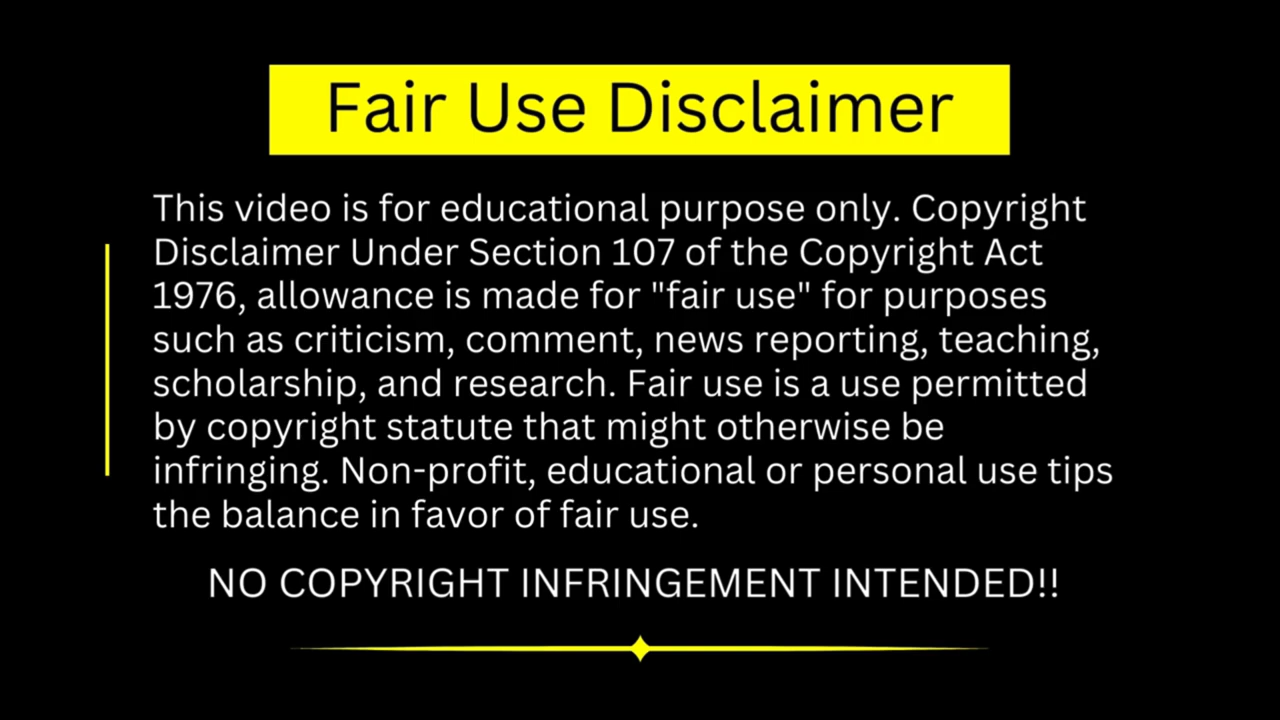 Fair Use Disclaimer
This video is for educational purpose only. Copyright
Disclaimer Under Section 107 of the Copyright Act
1976, allowance is made for "fair use" for purposes
such as criticism, comment, news reporting, teaching,
scholarship, and research. Fair use is a use permitted
by copyright statute that might otherwise be
infringing. Non-profit, educational or personal use tips
the balance in favor of fair use.
NO COPYRIGHT INFRINGEMENT INTENDED!!